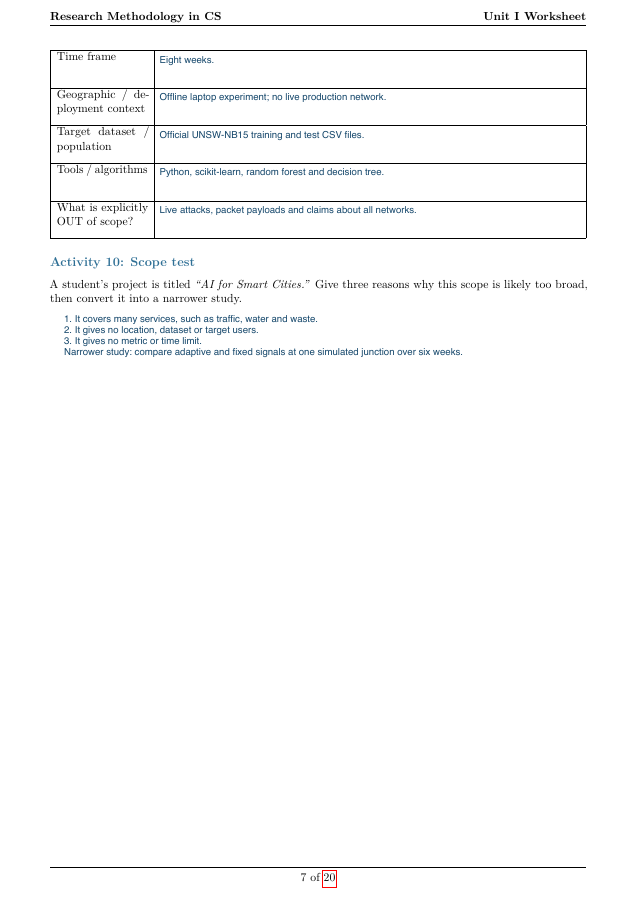 Research Methodology in CS Unit I Worksheet
Time frame Eight weeks.
Geographic / de-
ployment context
Offline laptop experiment; no live production network.
Target dataset /
population
Official UNSW-NB15 training and test CSV files.
Tools / algorithms Python, scikit-learn, random forest and decision tree.
What is explicitly
OUT of scope?
Live attacks, packet payloads and claims about all networks.
Activity 10: Scope test
A student's project is titled “AI for Smart Cities.” Give three reasons why this scope is likely too broad,
then convert it into a narrower study.
1. It covers many services, such as traffic, water and waste.
2. It gives no location, dataset or target users.
3. It gives no metric or time limit.
Narrower study: compare adaptive and fixed signals at one simulated junction over six weeks.
7 of 20